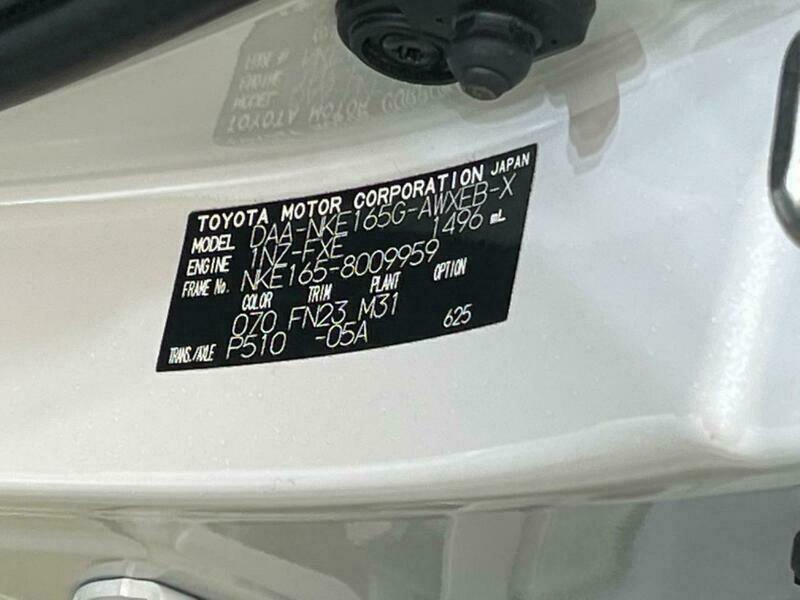 TOYOTA MOTOR CORPORATION JAPAN
MODEL DAA-NKE165G-AWXEB-X
ENGINE 1NZ-FXE 1496 mL
FRAME No. NKE165-8009959
COLOR TRIM PLANT OPTION
070 FN23 M31
TRANS./AXLE P510 -05A 625